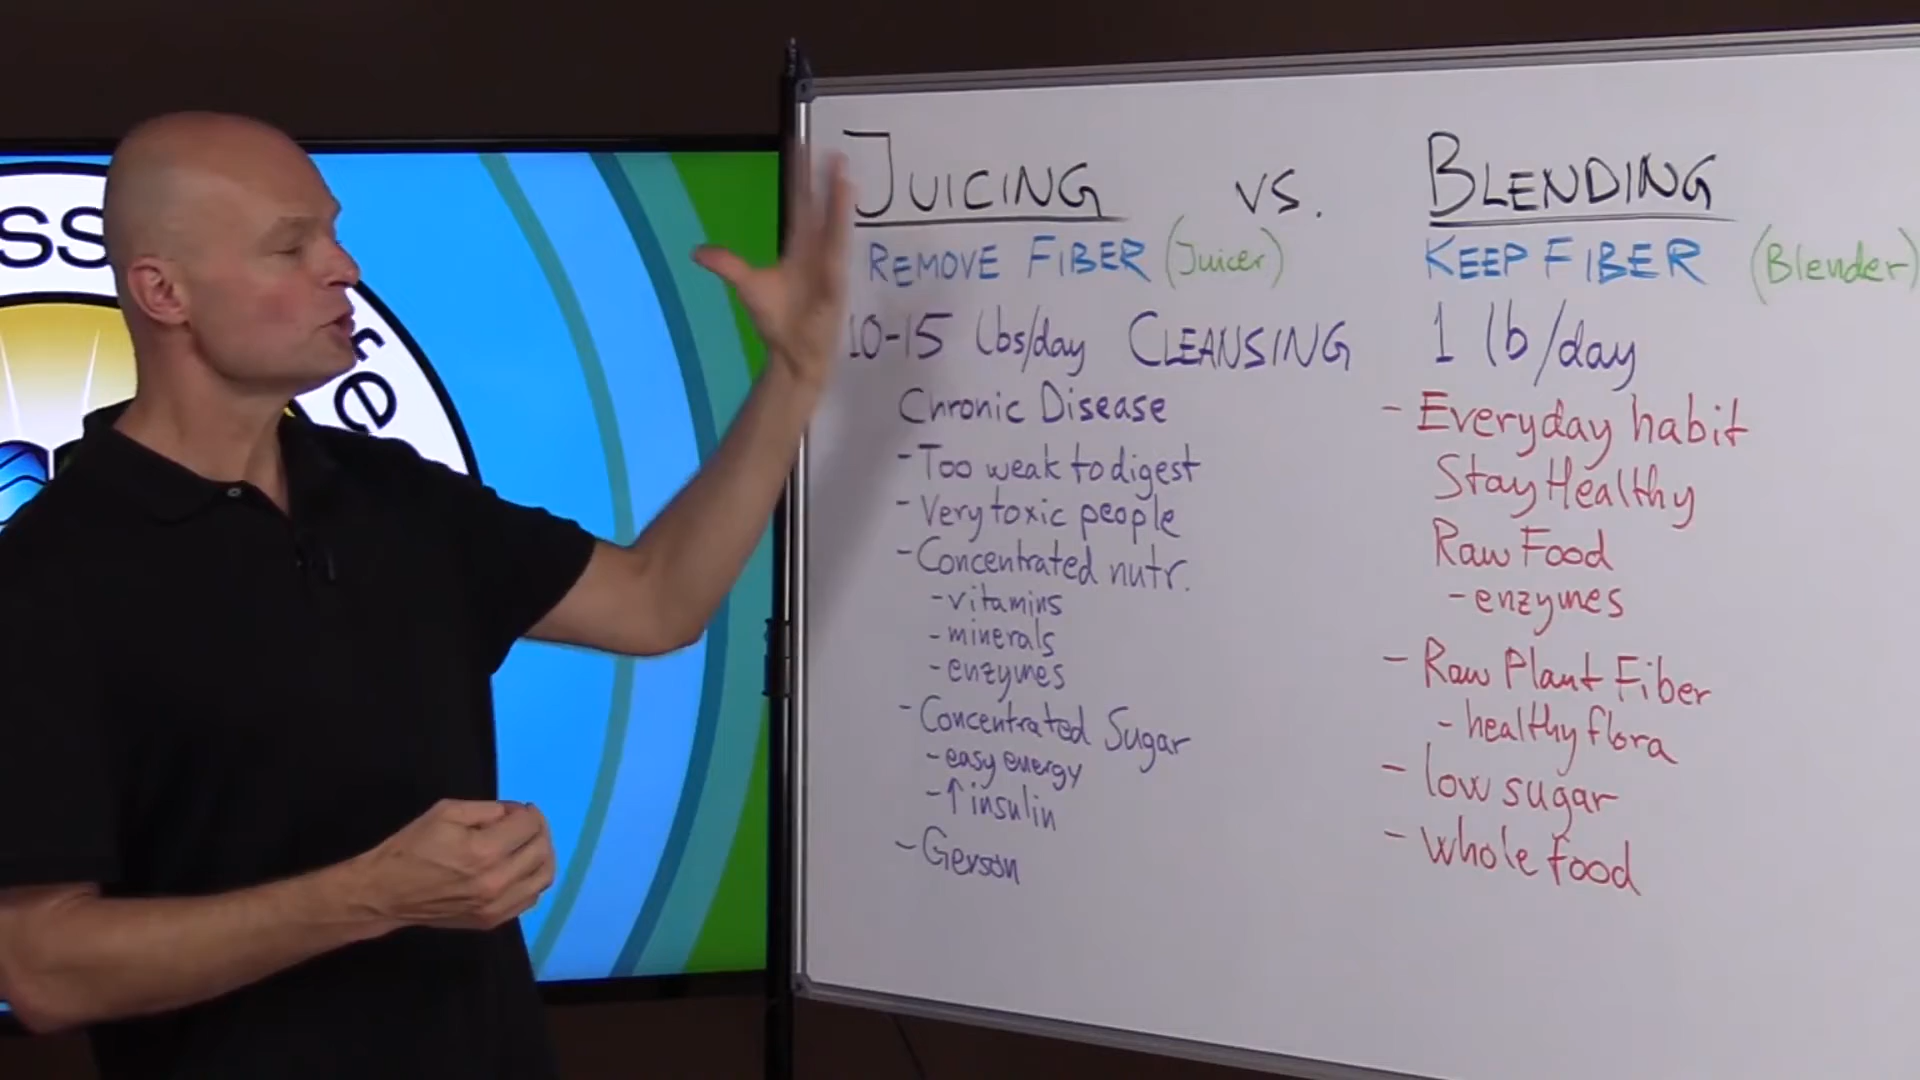 JUICING vs. BLENDING
REMOVE FIBER (Juicer)
10-15 lbs/day CLEANSING
Chronic Disease
- Too weak to digest
- Very toxic people
- Concentrated nutr.
- vitamins
- minerals
- enzymes
- Concentrated Sugar
- easy energy
- ↑ insulin
- Gerson
KEEP FIBER (Blender)
1 lb/day
- Everyday habit
Stay Healthy
Raw Food
- enzymes
- Raw Plant Fiber
- healthy flora
- low sugar
- whole food
ss
fe